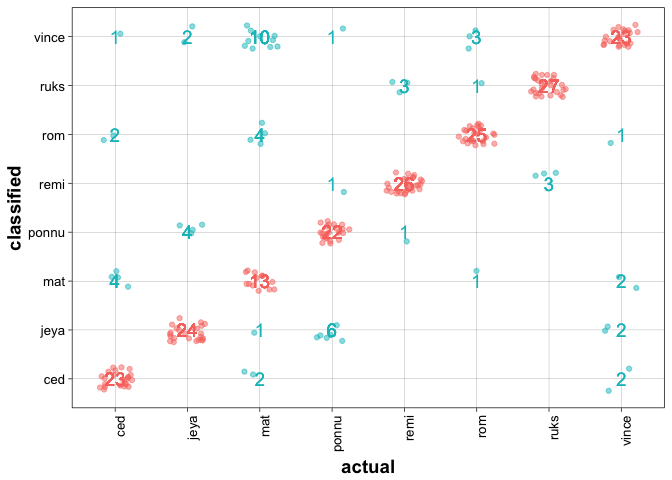 classified
vince 1 2 10 1 3 23
ruks 3 1 27
rom 2 4 25 1
remi 1 26 3
ponnu 4 22 1
mat 4 13 1 2
jeya 24 1 6 2
ced 23 2 2
ced jeya mat ponnu remi rom ruks vince
actual